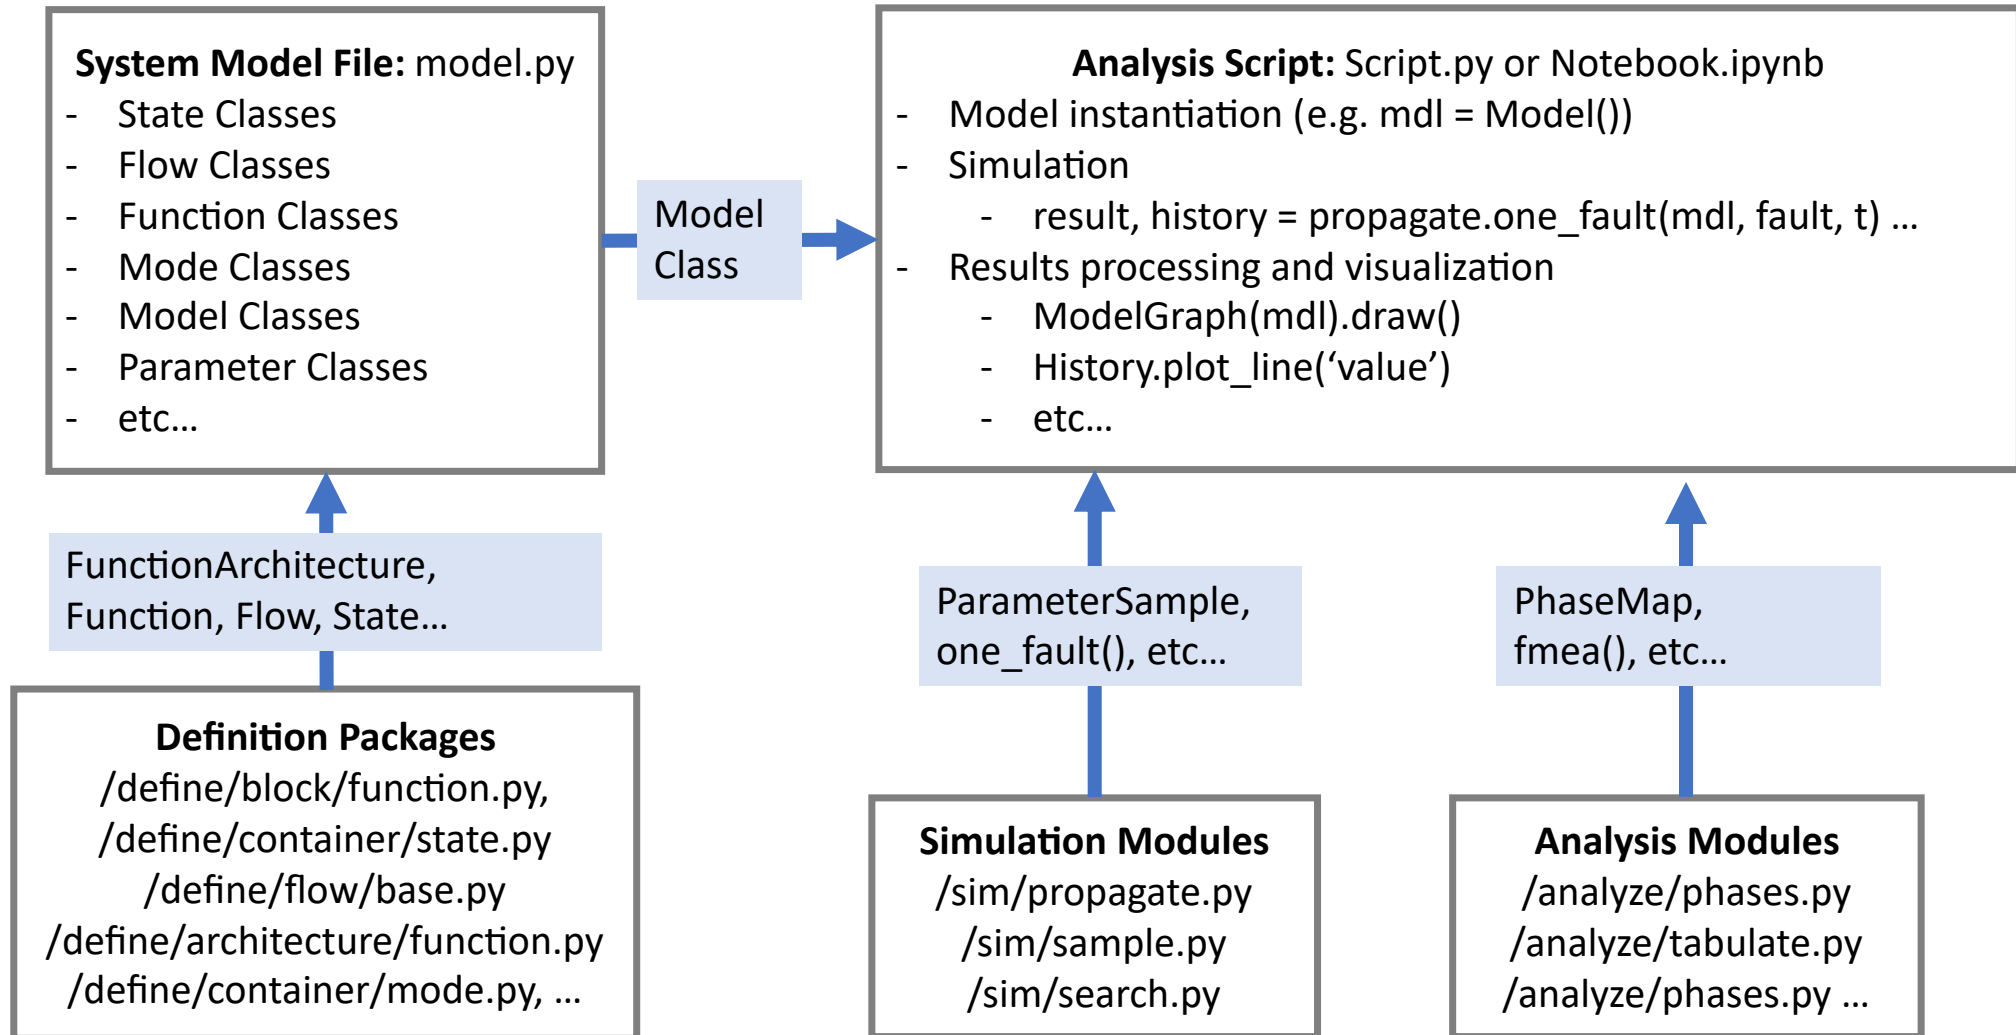 System Model File: model.py
- State Classes
- Flow Classes
- Function Classes
- Mode Classes
- Model Classes
- Parameter Classes
- etc...
Model
Class
Analysis Script: Script.py or Notebook.ipynb
- Model instantiation (e.g. mdl = Model())
- Simulation
- result, history = propagate.one_fault(mdl, fault, t) ...
- Results processing and visualization
- ModelGraph(mdl).draw()
- History.plot_line(‘value’)
- etc...
FunctionArchitecture,
Function, Flow, State...
ParameterSample,
one_fault(), etc...
PhaseMap,
fmea(), etc...
Definition Packages
/define/block/function.py,
/define/container/state.py
/define/flow/base.py
/define/architecture/function.py
/define/container/mode.py, ...
Simulation Modules
/sim/propagate.py
/sim/sample.py
/sim/search.py
Analysis Modules
/analyze/phases.py
/analyze/tabulate.py
/analyze/phases.py ...